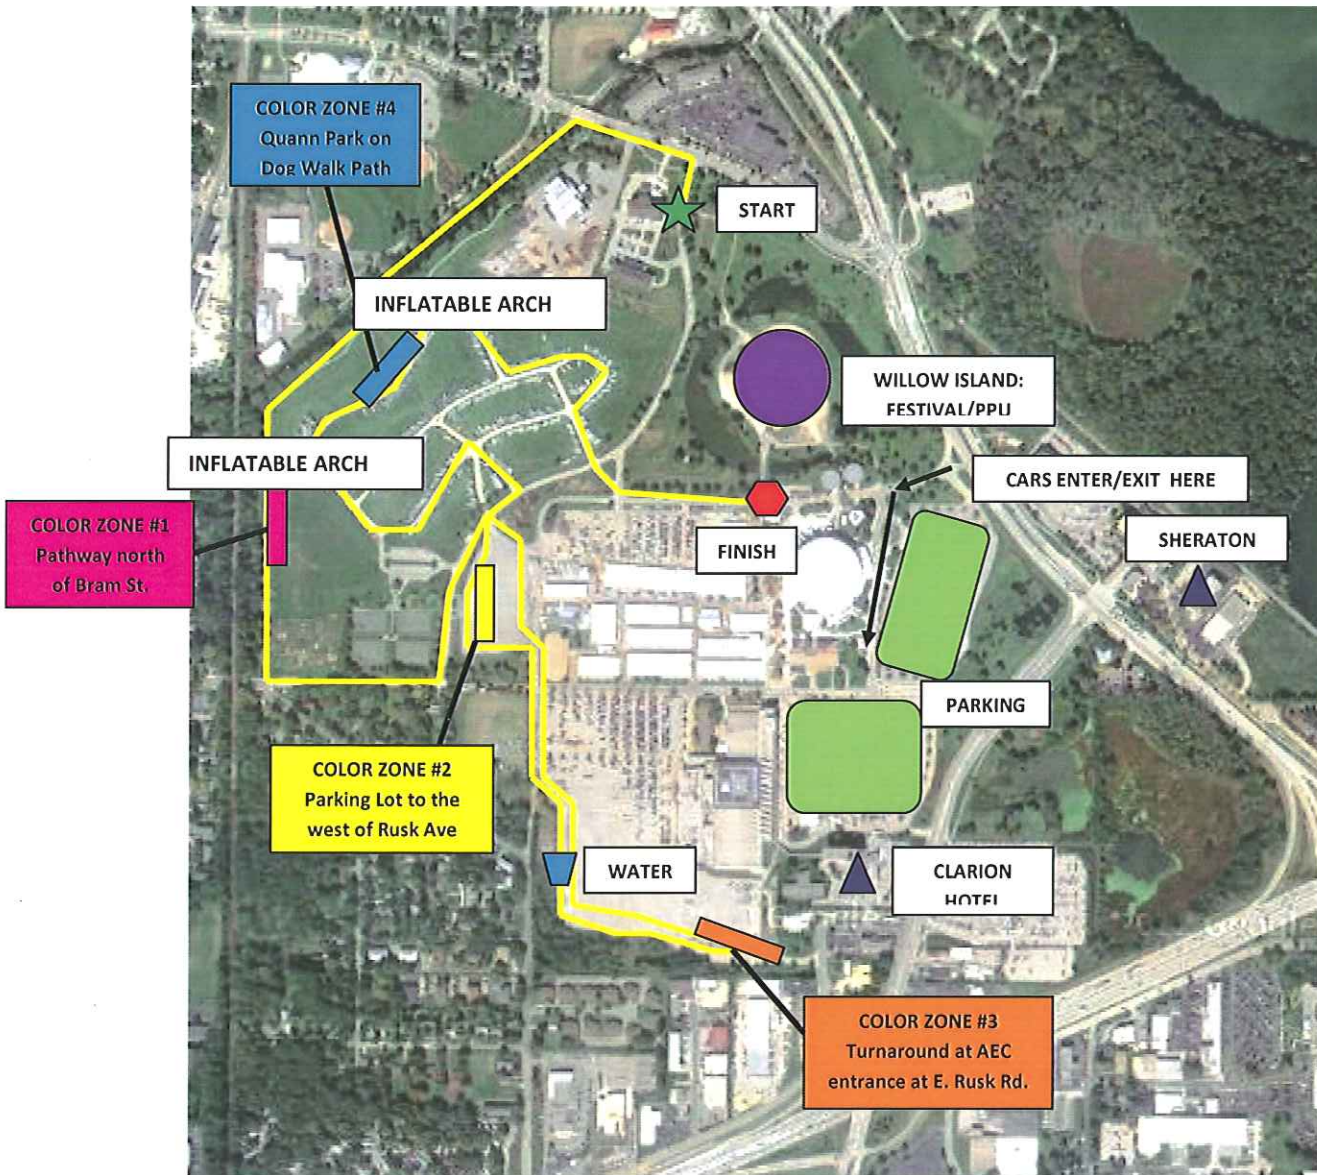 COLOR ZONE #4
Quann Park on
Dog Walk Path
START
INFLATABLE ARCH
WILLOW ISLAND:
FESTIVAL/PPU
INFLATABLE ARCH
CARS ENTER/EXIT HERE
COLOR ZONE #1
Pathway north
of Bram St.
FINISH
SHERATON
PARKING
COLOR ZONE #2
Parking Lot to the
west of Rusk Ave
WATER
CLARION
HOTEL
COLOR ZONE #3
Turnaround at AEC
entrance at E. Rusk Rd.